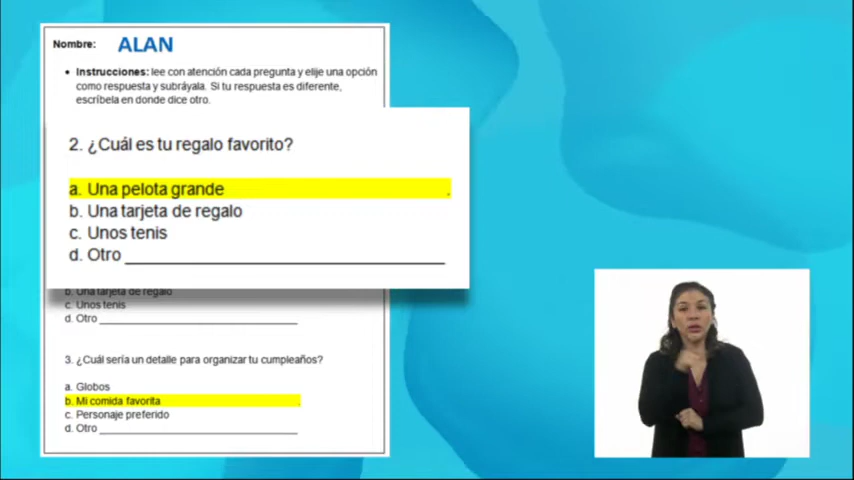 Nombre: ALAN
• Instrucciones: lee con atención cada pregunta y elije una opción
como respuesta y subráyala. Si tu respuesta es diferente,
escríbela en donde dice otro.
2. ¿Cuál es tu regalo favorito?
a. Una pelota grande .
b. Una tarjeta de regalo
c. Unos tenis
d. Otro
b. Una tarjeta de regalo
c. Unos tenis
d. Otro
3. ¿Cuál sería un detalle para organizar tu cumpleaños?
a. Globos
b. Mi comida favorita .
c. Personaje preferido
d. Otro